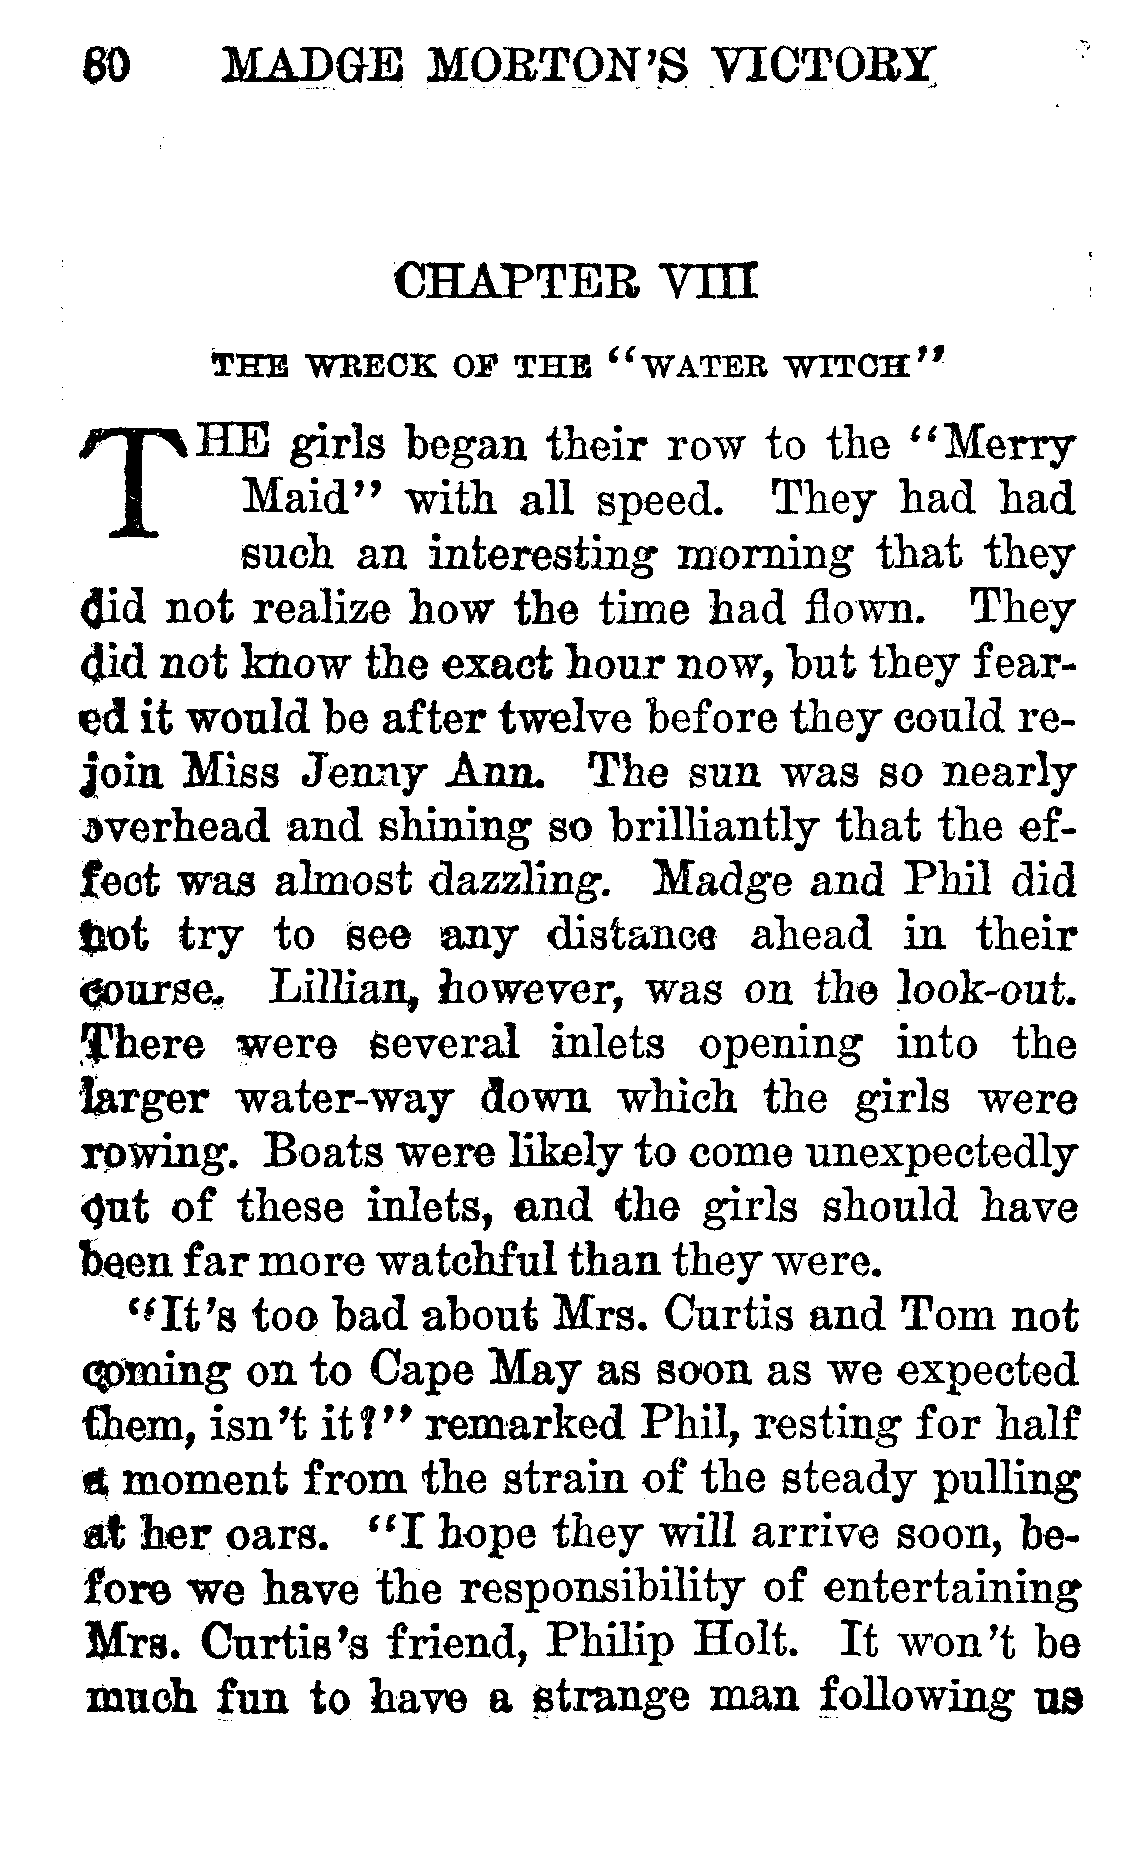 80 MADGE MORTON'S VICTORY
CHAPTER VIII
THE WRECK OF THE "WATER WITCH"
THE girls began their row to the "Merry
Maid" with all speed. They had had
such an interesting morning that they
did not realize how the time had flown. They
did not know the exact hour now, but they fear-
ed it would be after twelve before they could re-
join Miss Jenny Ann. The sun was so nearly
overhead and shining so brilliantly that the ef-
fect was almost dazzling. Madge and Phil did
not try to see any distance ahead in their
course. Lillian, however, was on the look-out.
There were several inlets opening into the
larger water-way down which the girls were
rowing. Boats were likely to come unexpectedly
out of these inlets, and the girls should have
been far more watchful than they were.
"It's too bad about Mrs. Curtis and Tom not
coming on to Cape May as soon as we expected
them, isn't it?" remarked Phil, resting for half
a moment from the strain of the steady pulling
at her oars. "I hope they will arrive soon, be-
fore we have the responsibility of entertaining
Mrs. Curtis's friend, Philip Holt. It won't be
much fun to have a strange man following us